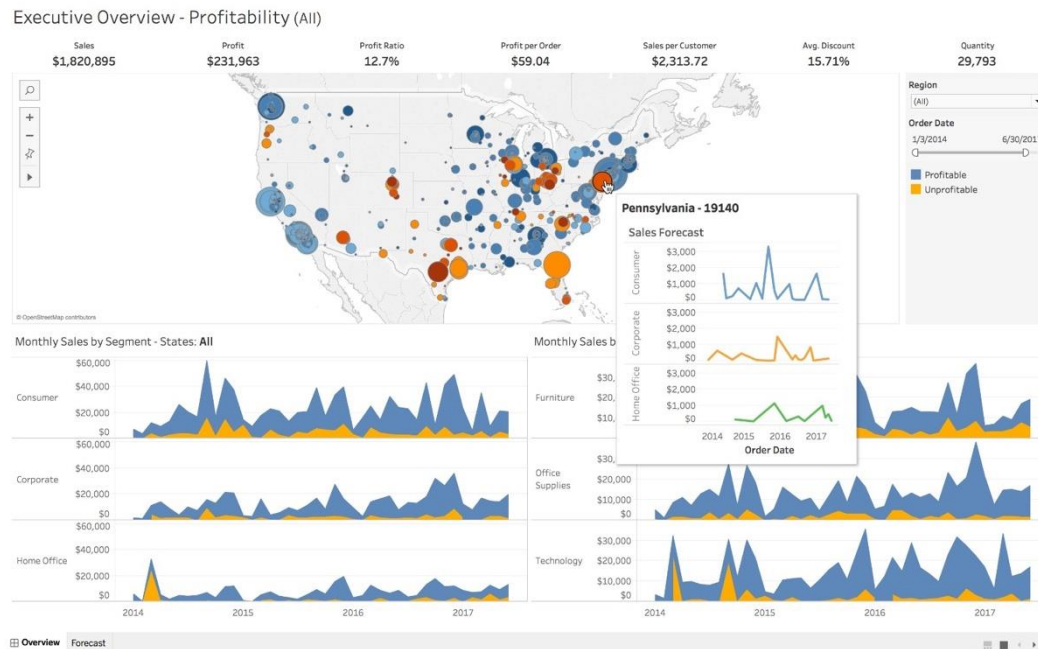 Executive Overview - Profitability (All)
Sales Profit Profit Ratio Profit per Order Sales per Customer Avg. Discount Quantity
$1,820,895 $231,963 12.7% $59.04 $2,313.72 15.71% 29,793
Region
(All)
Order Date
1/3/2014 6/30/201
Profitable
Unprofitable
© OpenStreetMap contributors
Pennsylvania - 19140
Sales Forecast
Consumer
$3,000
$2,000
$1,000
$0
Corporate
$3,000
$2,000
$1,000
$0
Home Office
$3,000
$2,000
$1,000
$0
2014 2015 2016 2017
Order Date
Monthly Sales by Segment - States: All
Consumer
$60,000
$40,000
$20,000
$0
Corporate
$60,000
$40,000
$20,000
$0
Home Office
$60,000
$40,000
$20,000
$0
2014 2015 2016 2017
Monthly Sales b
Furniture
$30,
$20,
$10,
Office
Supplies
$30,
$20,000
$10,000
$0
Technology
$30,000
$20,000
$10,000
$0
2014 2015 2016 2017
Overview Forecast